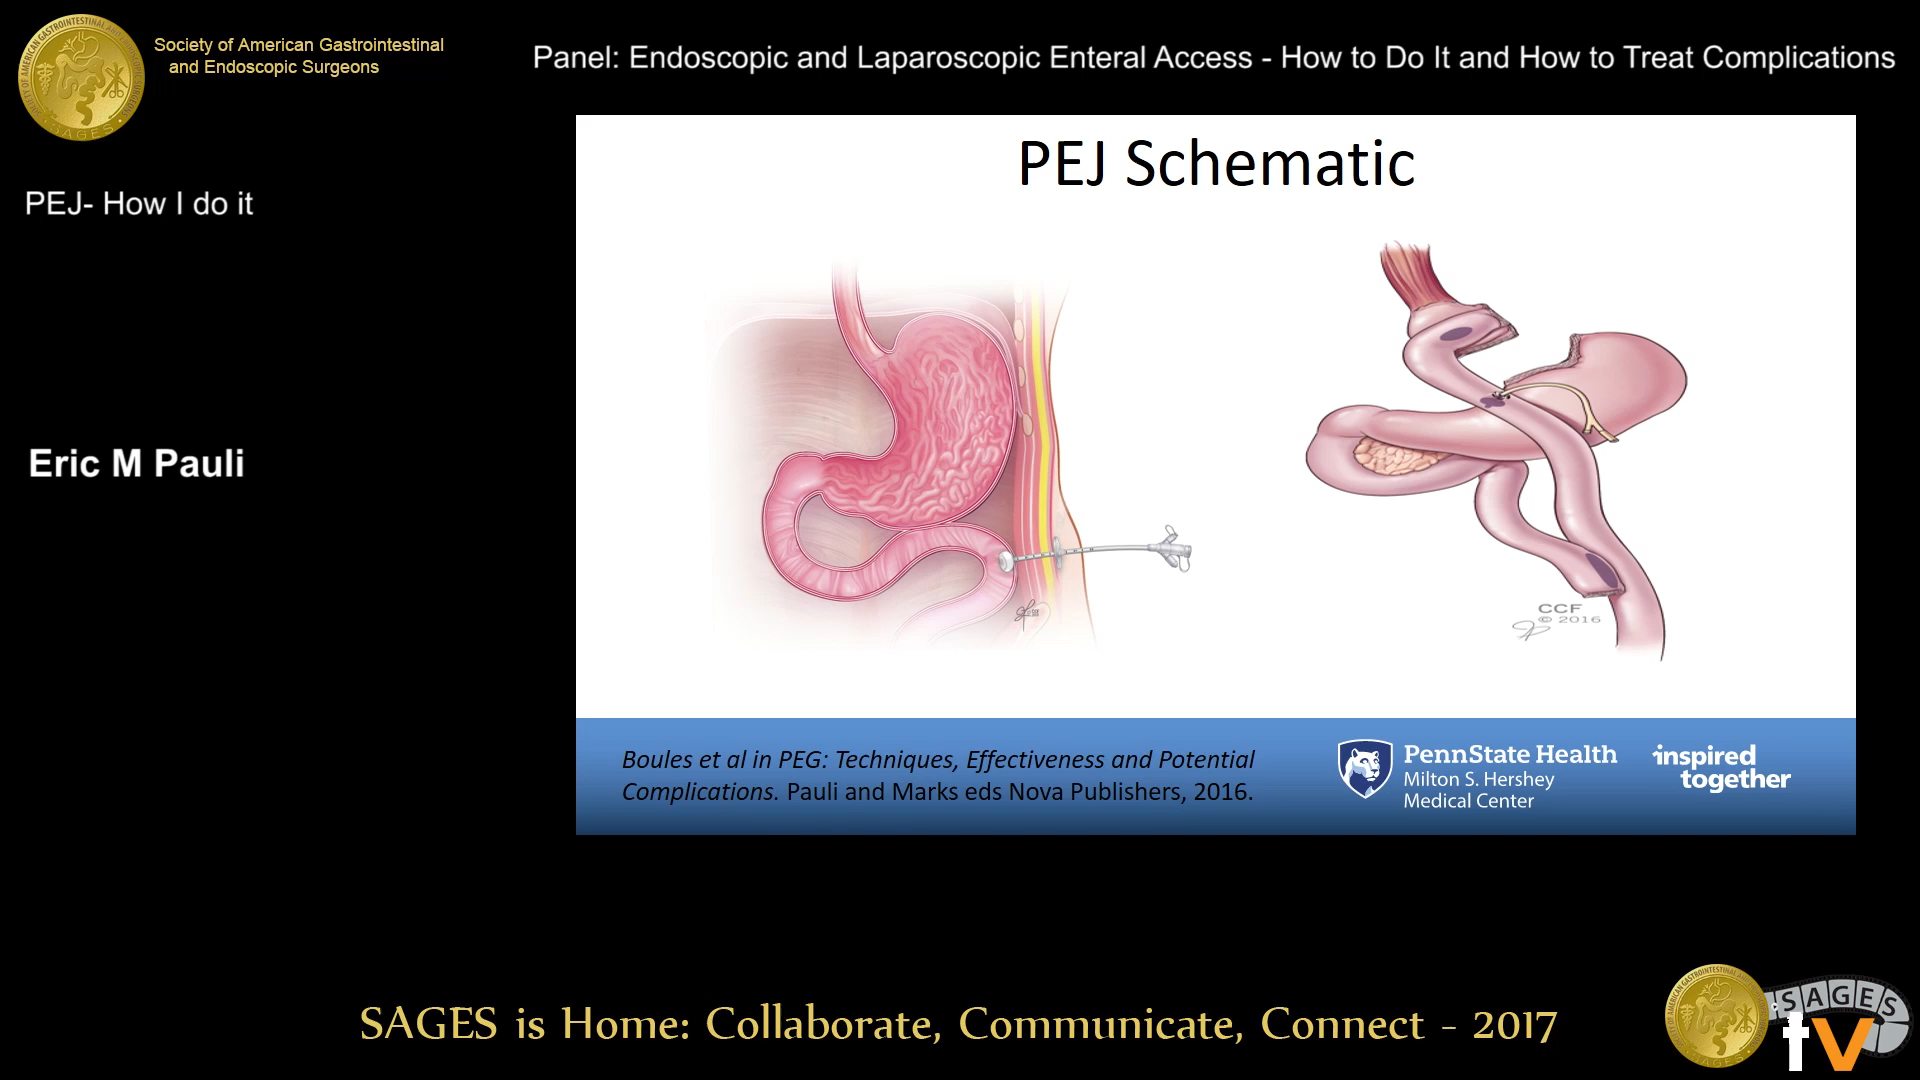 Society of American Gastrointestinal
and Endoscopic Surgeons
SAGES
Panel: Endoscopic and Laparoscopic Enteral Access - How to Do It and How to Treat Complications
PEJ- How I do it
Eric M Pauli
PEJ Schematic
CCF
© 2016
Boules et al in PEG: Techniques, Effectiveness and Potential
Complications. Pauli and Marks eds Nova Publishers, 2016.
PennState Health
Milton S. Hershey
Medical Center
inspired
together
SAGES is Home: Collaborate, Communicate, Connect - 2017
SAGES
tv